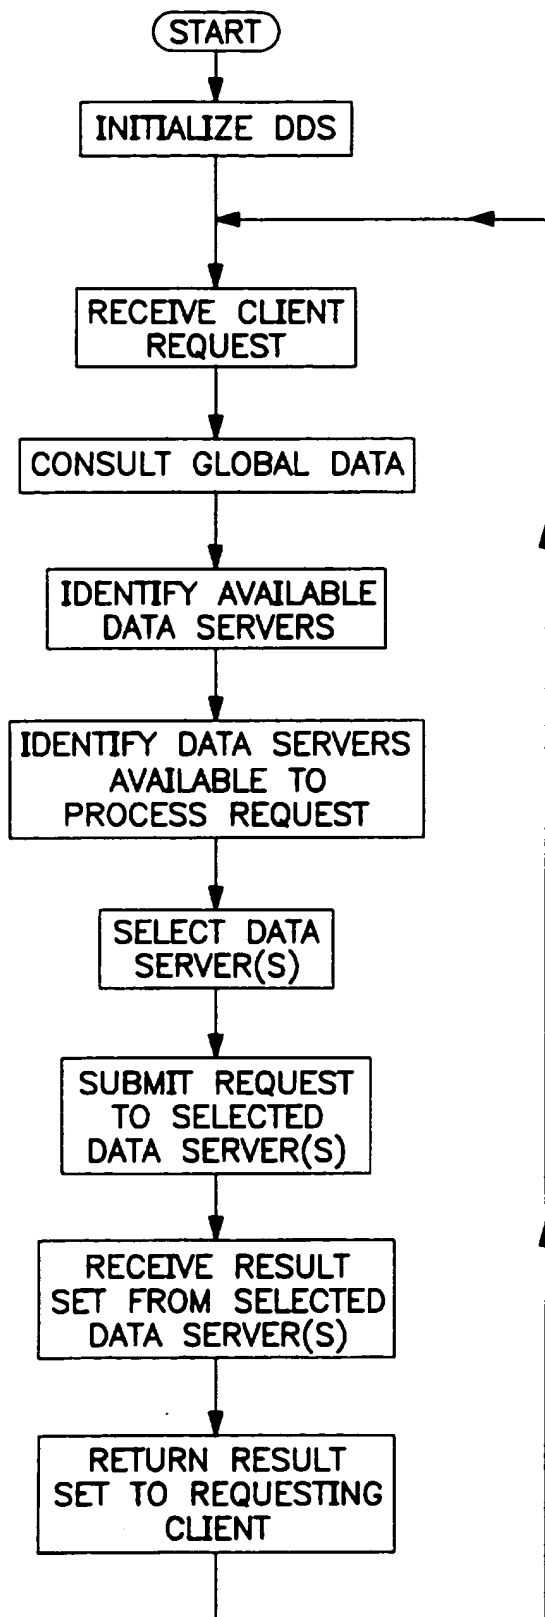 START
INITIALIZE DDS
RECEIVE CLIENT
REQUEST
CONSULT GLOBAL DATA
IDENTIFY AVAILABLE
DATA SERVERS
IDENTIFY DATA SERVERS
AVAILABLE TO
PROCESS REQUEST
SELECT DATA
SERVER(S)
SUBMIT REQUEST
TO SELECTED
DATA SERVER(S)
RECEIVE RESULT
SET FROM SELECTED
DATA SERVER(S)
RETURN RESULT
SET TO REQUESTING
CLIENT